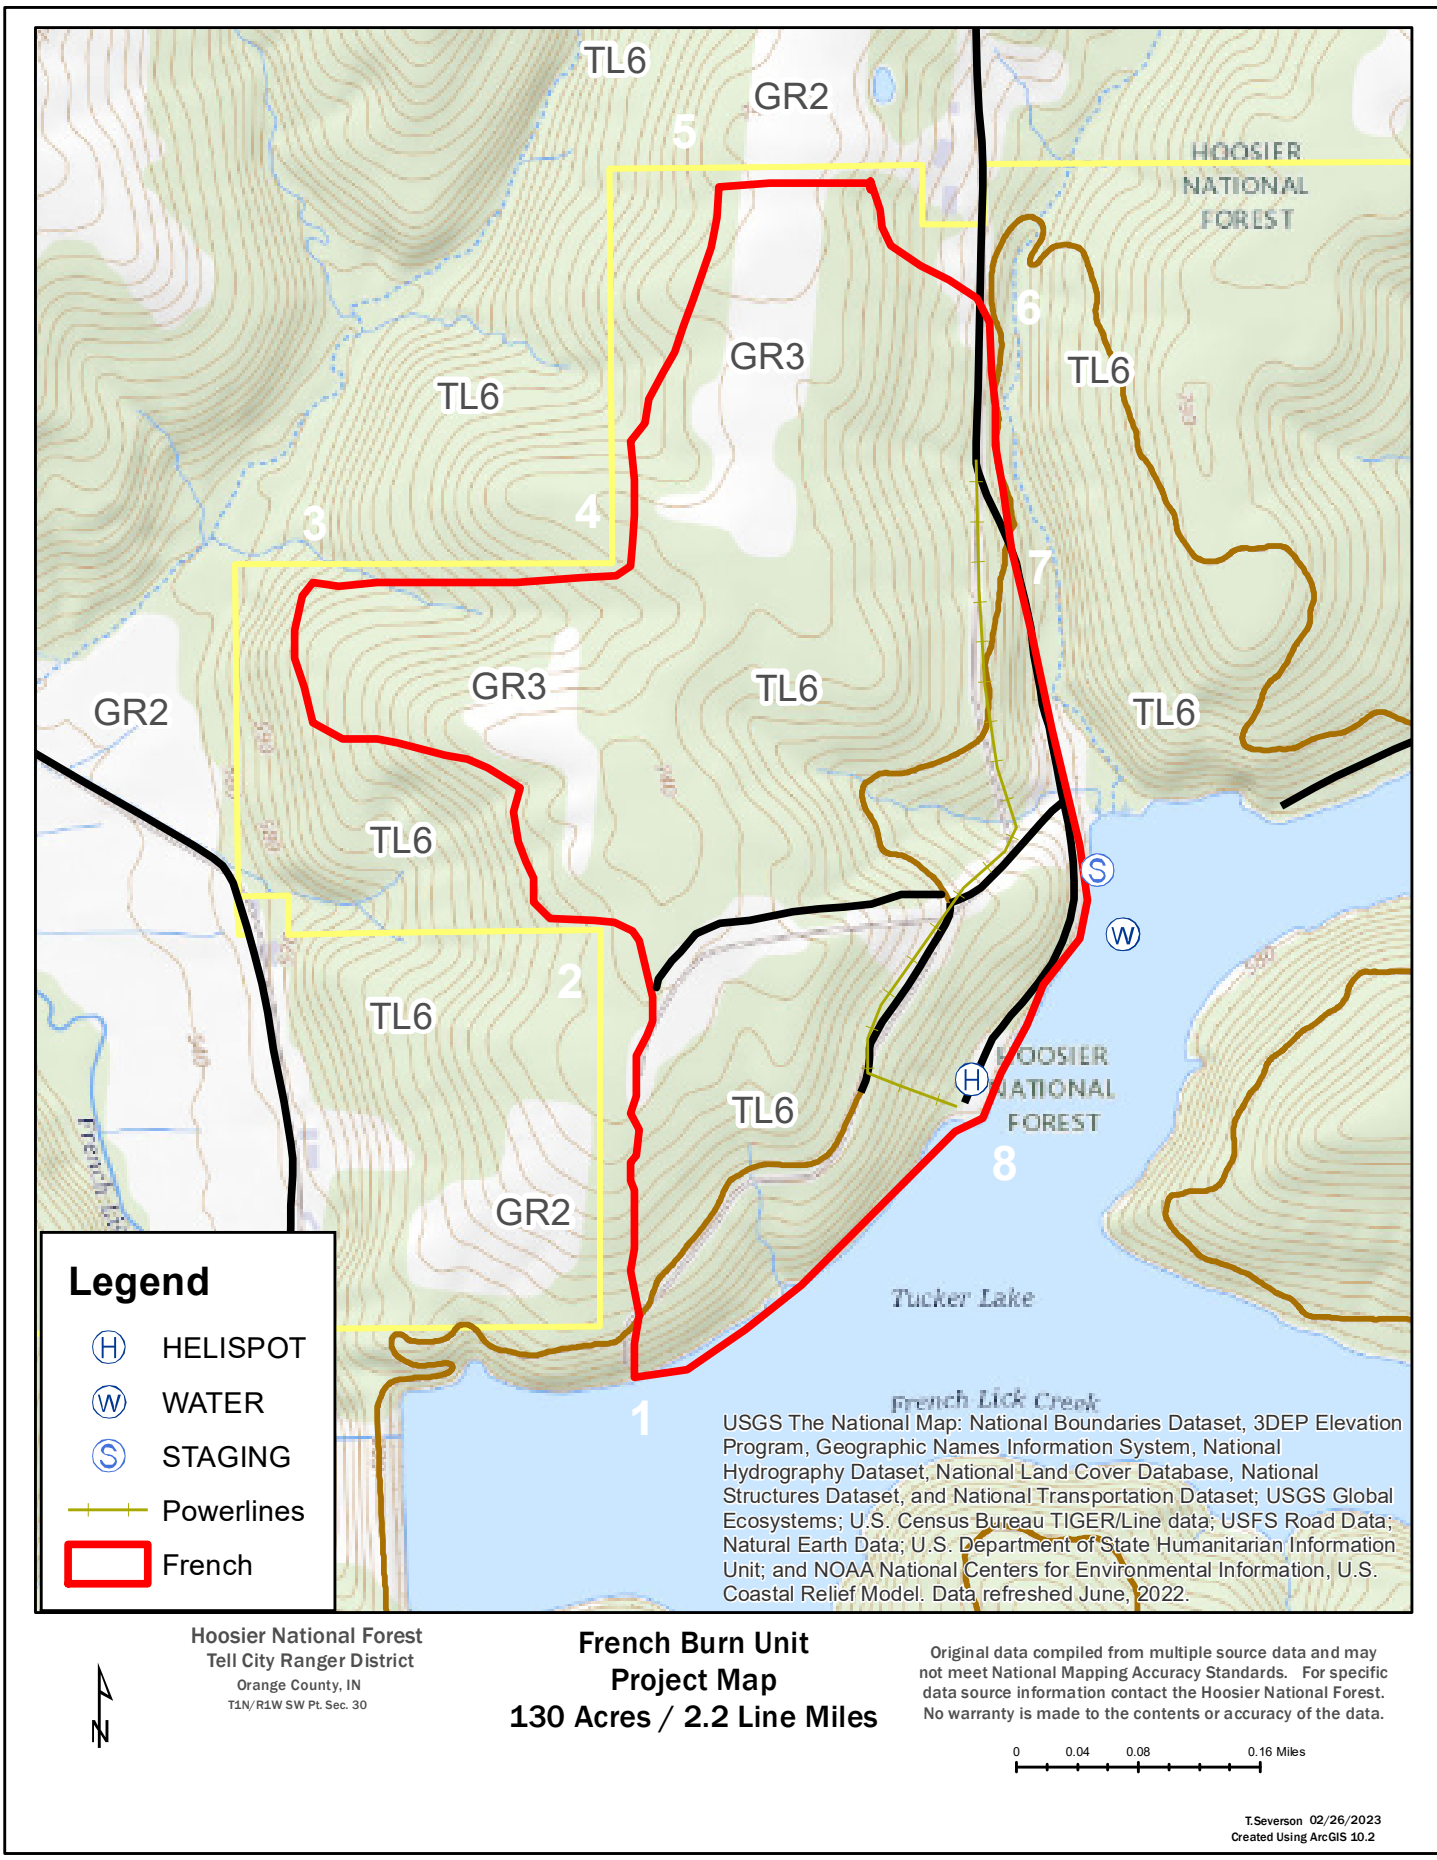 TL6
GR2
5
HOOSIER
NATIONAL
FOREST
6
GR3
TL6
TL6
3
4
7
GR3
TL6
GR2
TL6
TL6
S
W
2
TL6
H
HOOSIER
NATIONAL
FOREST
TL6
8
GR2
Tucker Lake
French Lick Creek
1
USGS The National Map: National Boundaries Dataset, 3DEP Elevation
Program, Geographic Names Information System, National
Hydrography Dataset, National Land Cover Database, National
Structures Dataset, and National Transportation Dataset; USGS Global
Ecosystems; U.S. Census Bureau TIGER/Line data; USFS Road Data;
Natural Earth Data; U.S. Department of State Humanitarian Information
Unit; and NOAA National Centers for Environmental Information, U.S.
Coastal Relief Model. Data refreshed June, 2022.
Legend
H HELISPOT
W WATER
S STAGING
Powerlines
French
N
Hoosier National Forest
Tell City Ranger District
Orange County, IN
T1N/R1W SW Pt. Sec. 30
French Burn Unit
Project Map
130 Acres / 2.2 Line Miles
Original data compiled from multiple source data and may
not meet National Mapping Accuracy Standards. For specific
data source information contact the Hoosier National Forest.
No warranty is made to the contents or accuracy of the data.
0 0.04 0.08 0.16 Miles
T.Severson 02/26/2023
Created Using ArcGIS 10.2